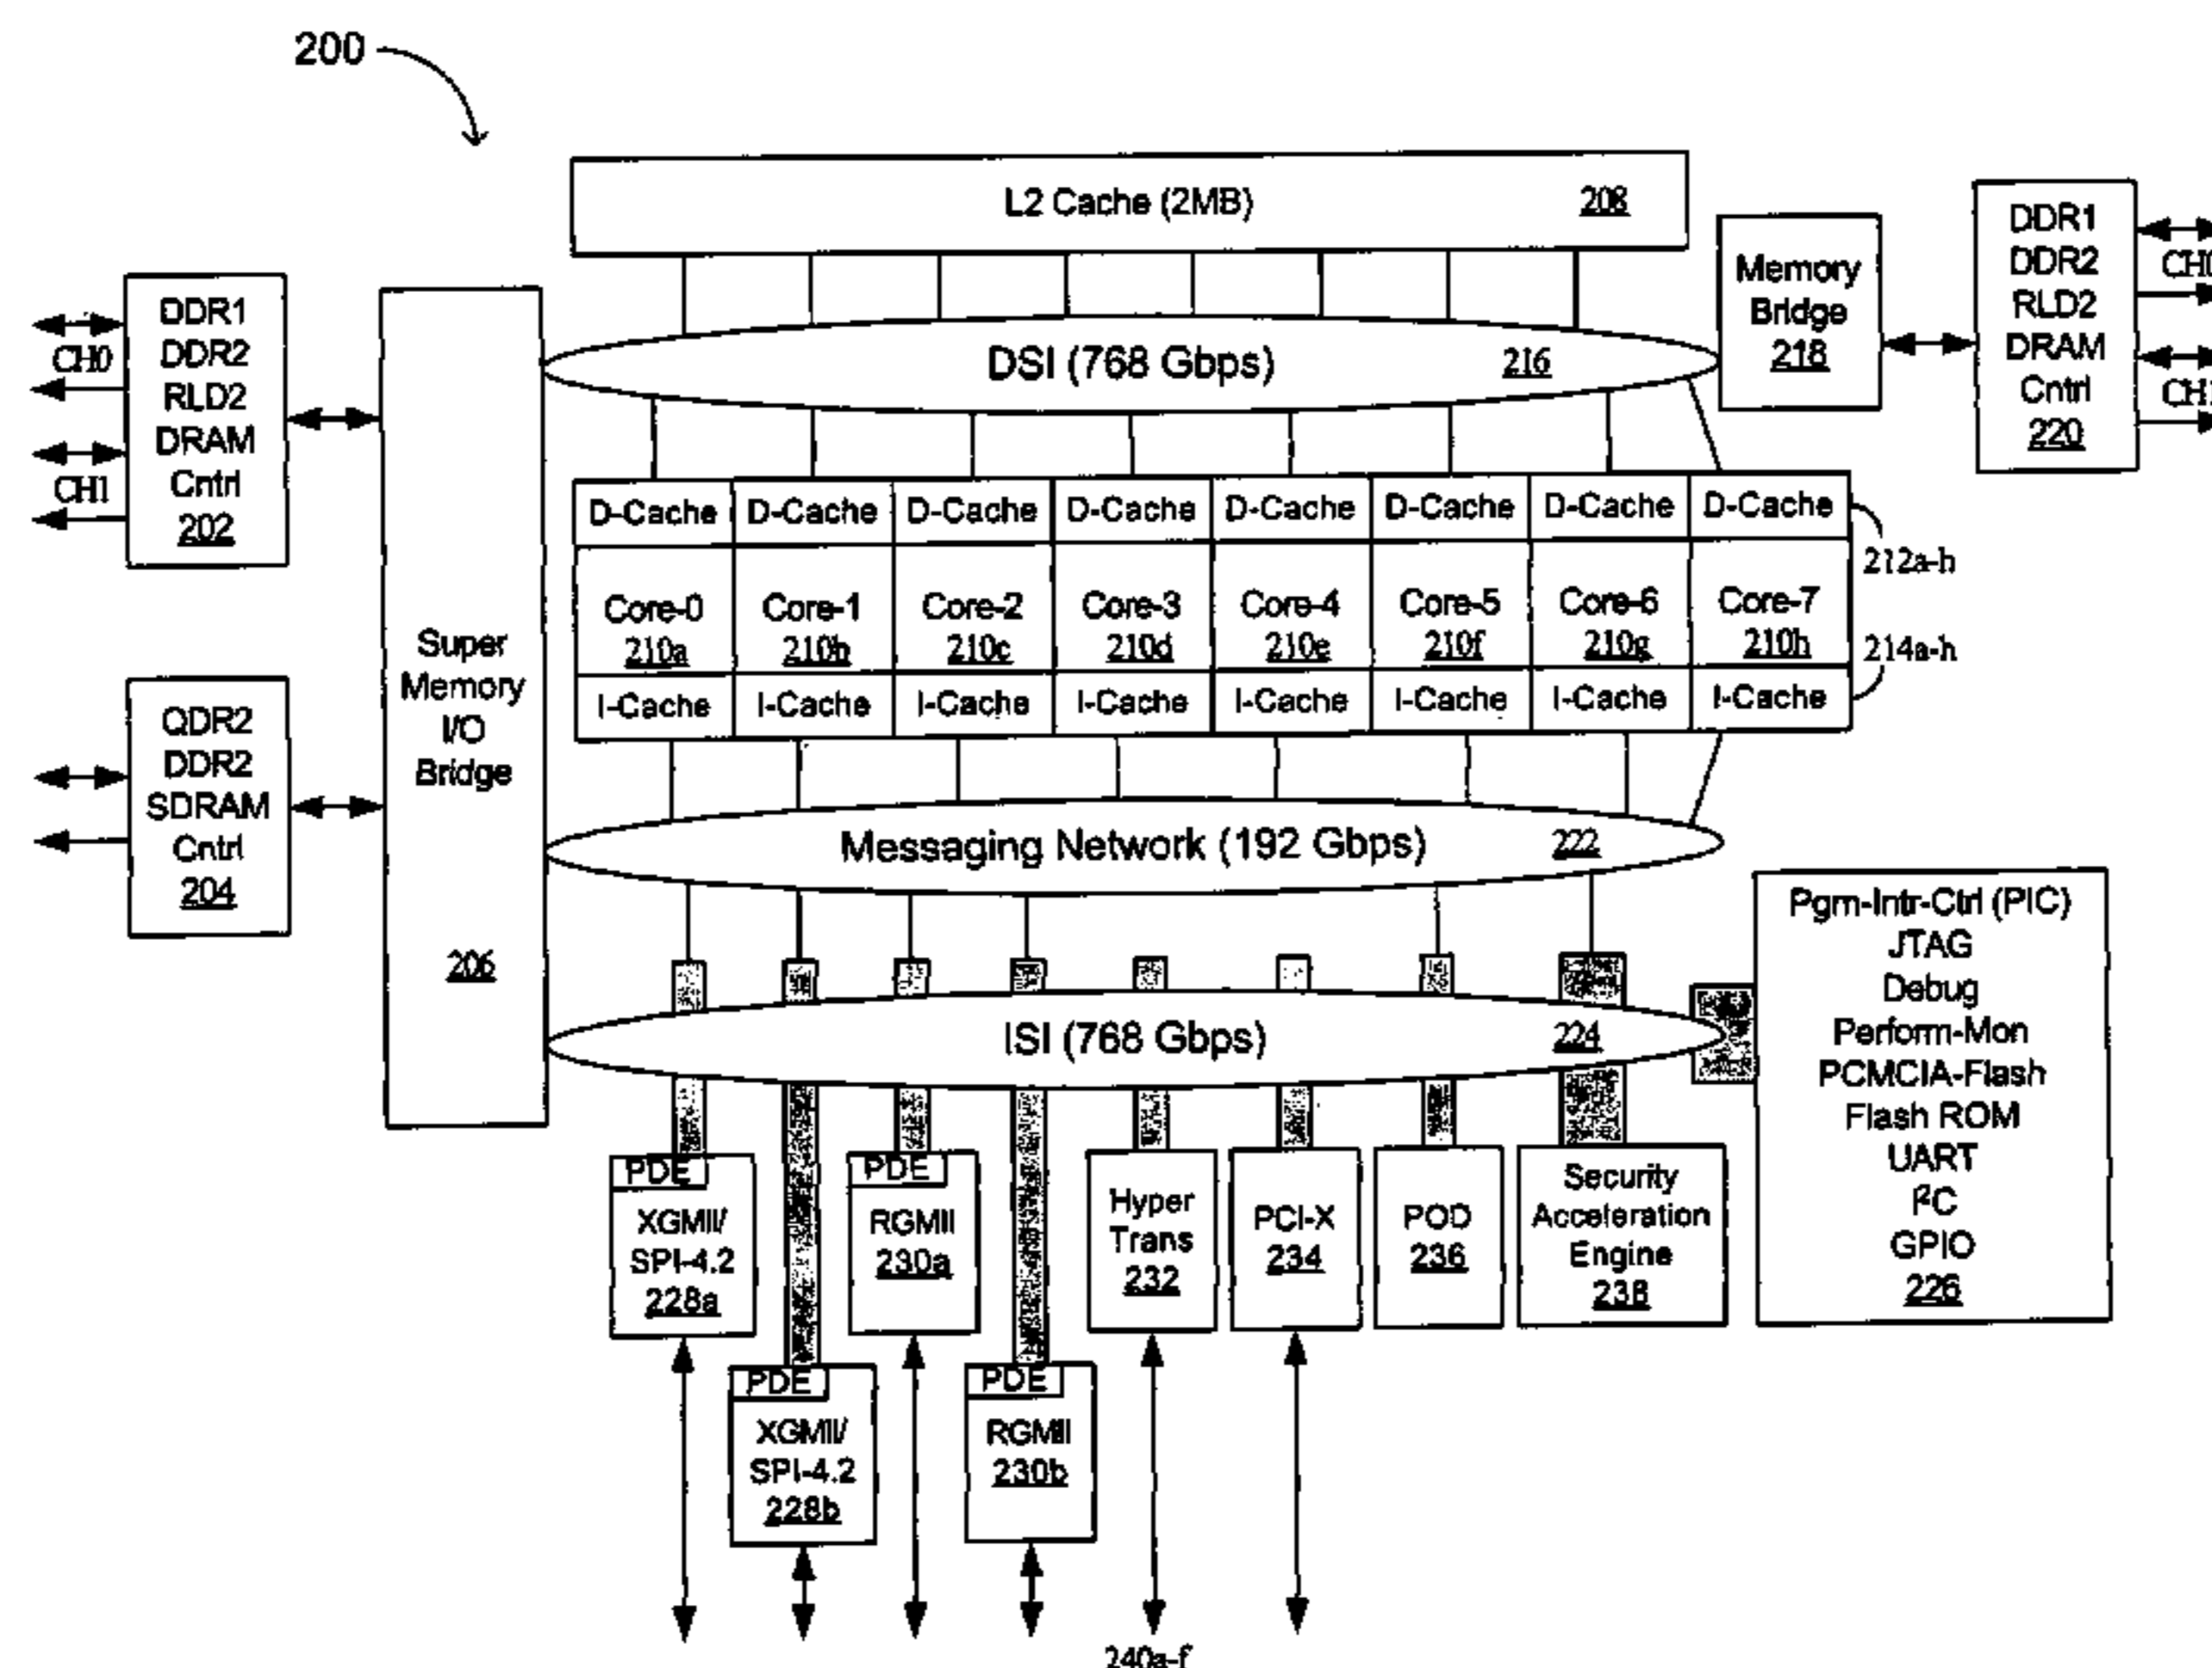 200
L2 Cache (2MB) 208
DDR1
DDR2
RLD2
DRAM
Cntrl
202
CH0
CH1
QDR2
DDR2
SDRAM
Cntrl
204
Super
Memory
I/O
Bridge
206
DSI (768 Gbps) 216
Memory
Bridge
218
DDR1
DDR2
RLD2
DRAM
Cntrl
220
D-Cache D-Cache D-Cache D-Cache D-Cache D-Cache D-Cache D-Cache
212a-h
Core-0 Core-1 Core-2 Core-3 Core-4 Core-5 Core-6 Core-7
210a 210b 210c 210d 210e 210f 210g 210h
214a-h
I-Cache I-Cache I-Cache I-Cache I-Cache I-Cache I-Cache I-Cache
Messaging Network (192 Gbps) 222
ISI (768 Gbps) 224
Pgm-Intr-Ctrl (PIC)
JTAG
Debug
Perform-Mon
PCMCIA-Flash
Flash ROM
UART
I²C
GPIO
226
PDE
XGMII/
SPI-4.2
228a
PDE
XGMII/
SPI-4.2
228b
PDE
RGMII
230a
PDE
RGMII
230b
Hyper
Trans
232
PCI-X
234
POD
236
Security
Acceleration
Engine
238
240a-f